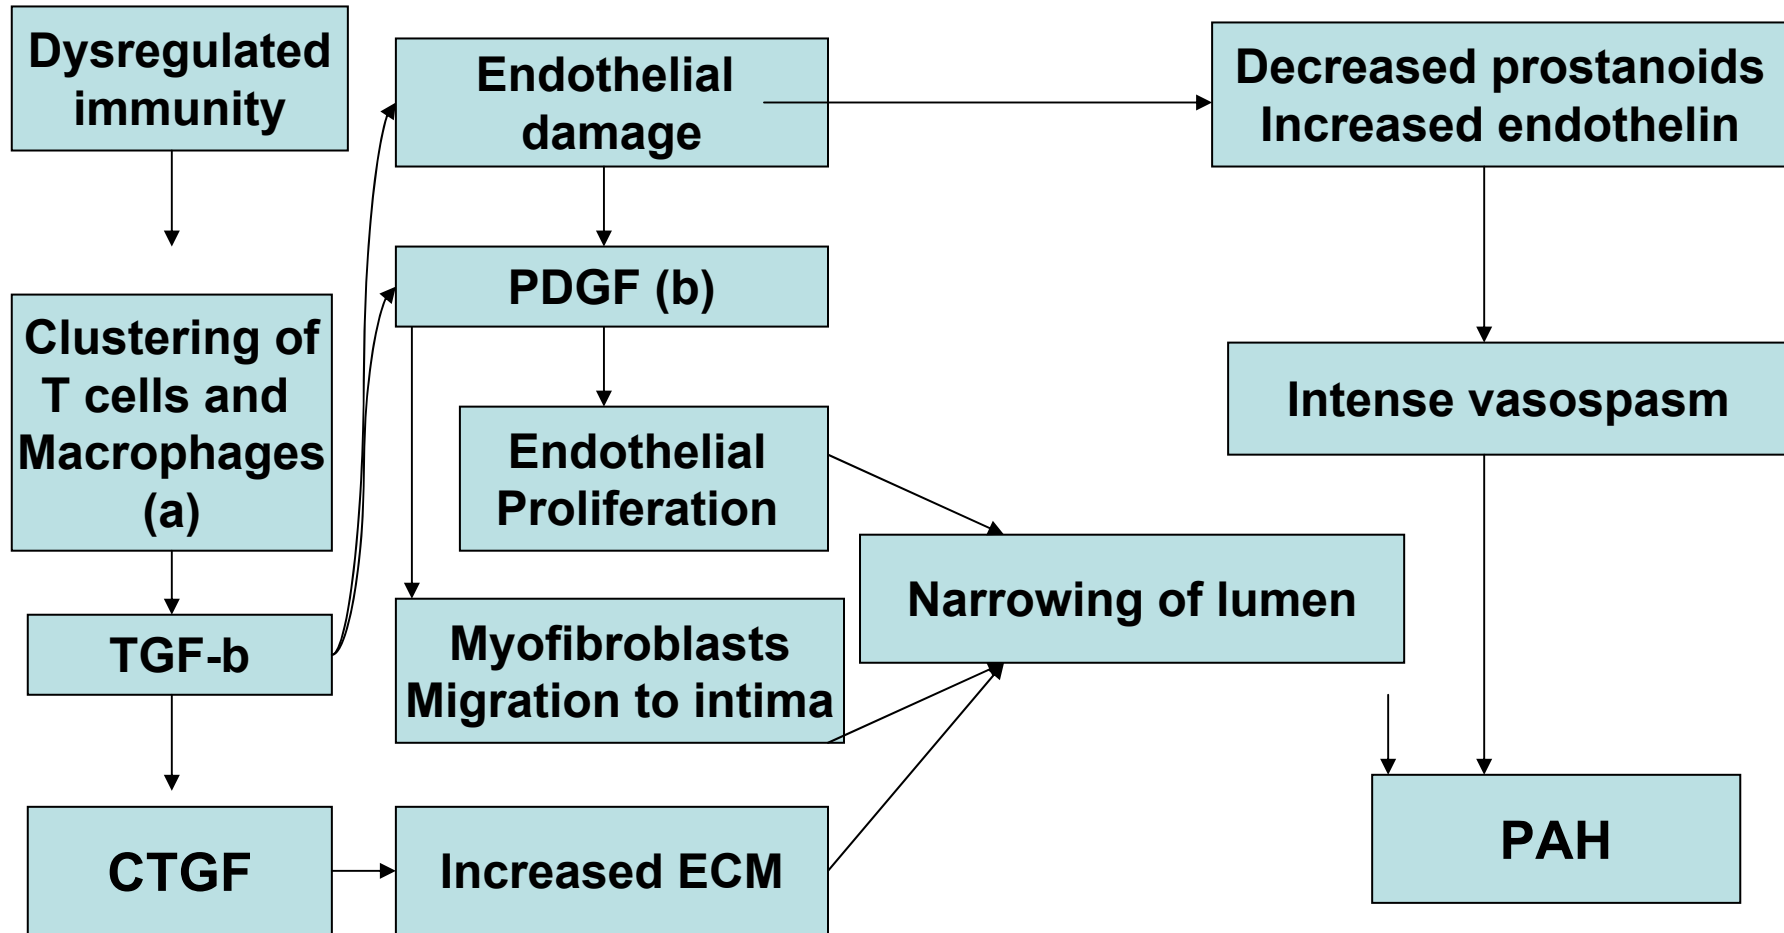 Dysregulated
immunity
Endothelial
damage
Decreased prostanoids
Increased endothelin
PDGF (b)
Clustering of
T cells and
Macrophages
(a)
Intense vasospasm
Endothelial
Proliferation
Narrowing of lumen
TGF-b
Myofibroblasts
Migration to intima
CTGF
Increased ECM
PAH